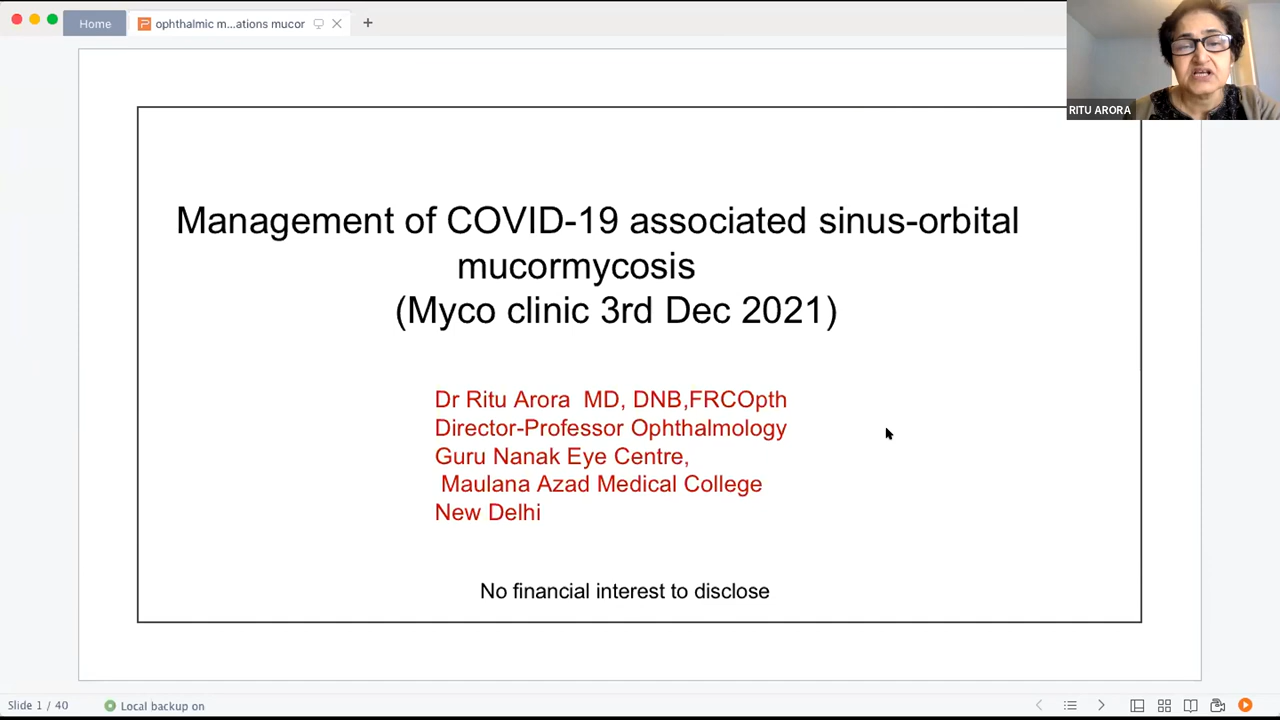 Home
ophthalmic m...ations mucor
RITU ARORA
Management of COVID-19 associated sinus-orbital
mucormycosis
(Myco clinic 3rd Dec 2021)
Dr Ritu Arora  MD, DNB,FRCOpth
Director-Professor Ophthalmology
Guru Nanak Eye Centre,
Maulana Azad Medical College
New Delhi
No financial interest to disclose
Slide 1 / 40
Local backup on